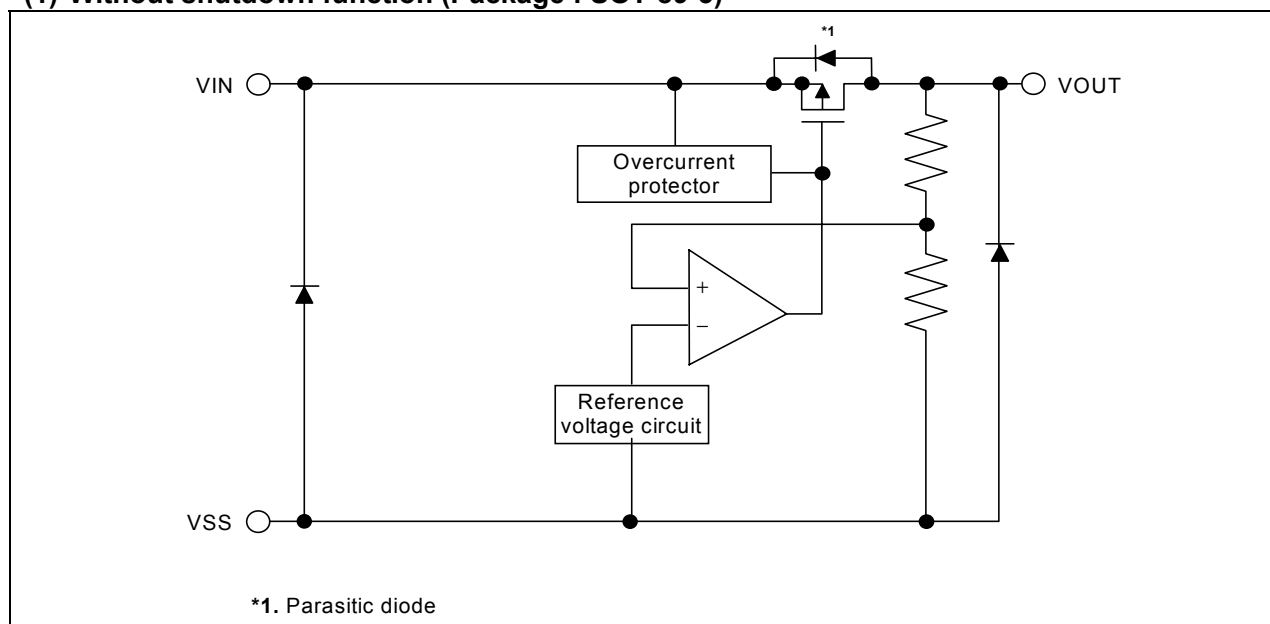 *1
VIN
VOUT
Overcurrent
protector
+
−
Reference
voltage circuit
VSS
*1. Parasitic diode